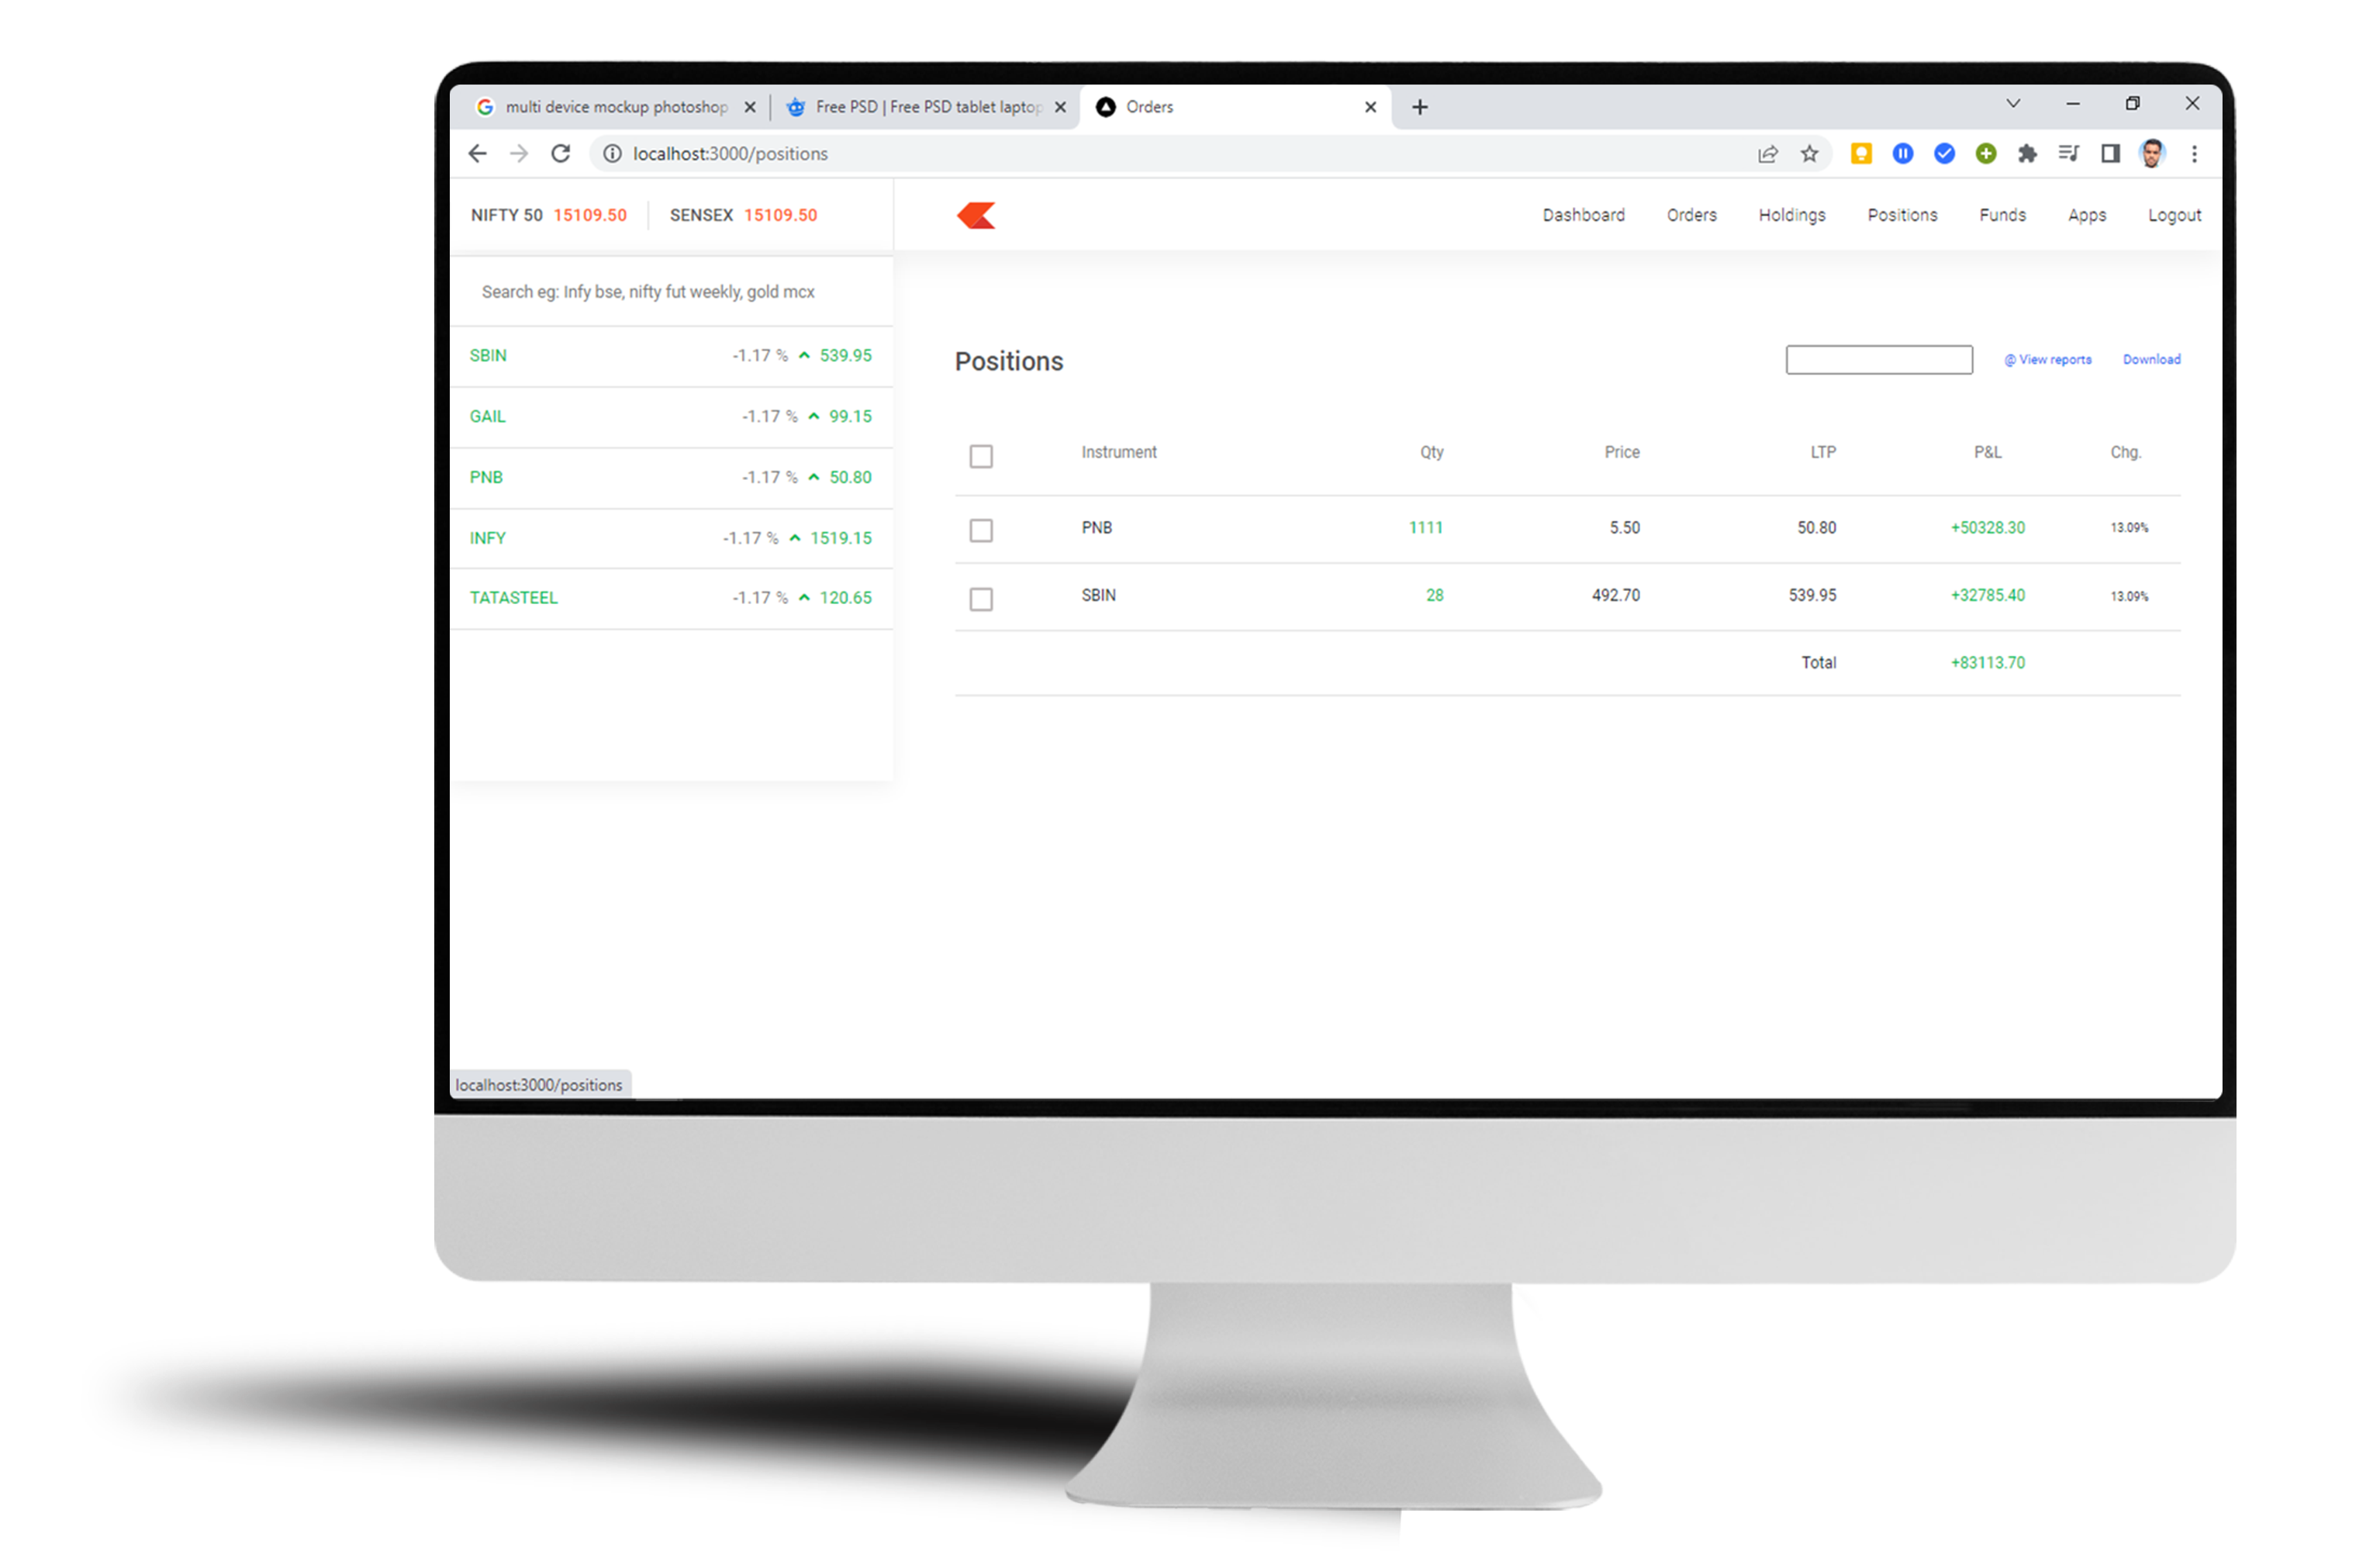 multi device mockup photoshop
Free PSD | Free PSD tablet laptop
Orders
localhost:3000/positions
NIFTY 50 15109.50 SENSEX 15109.50
Dashboard Orders Holdings Positions Funds Apps Logout
Search eg: Infy bse, nifty fut weekly, gold mcx
SBIN -1.17 % 539.95
GAIL -1.17 % 99.15
PNB -1.17 % 50.80
INFY -1.17 % 1519.15
TATASTEEL -1.17 % 120.65
Positions
@ View reports Download
Instrument Qty Price LTP P&L Chg.
PNB 1111 5.50 50.80 +50328.30 13.09%
SBIN 28 492.70 539.95 +32785.40 13.09%
Total +83113.70
localhost:3000/positions